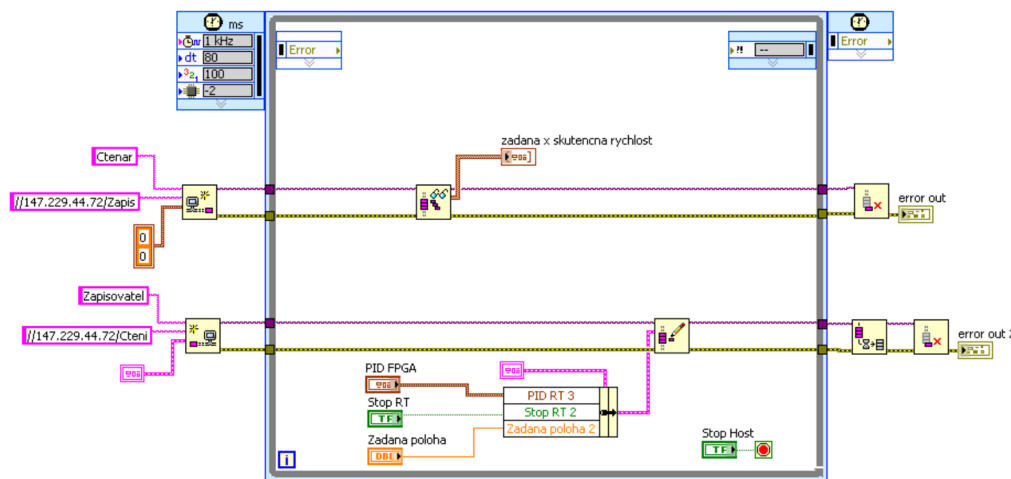 ms
1 kHz
dt 80
321 100
-2
Error
?! --
Error
zadana x skutencna rychlost
Ctenar
//147.229.44.72/Zapis
error out
0
0
Zapisovatel
//147.229.44.72/Cteni
error out 2
PID FPGA
PID RT 3
Stop RT
TF
Stop RT 2
Zadana poloha 2
Zadana poloha
DBL
Stop Host
TF
i